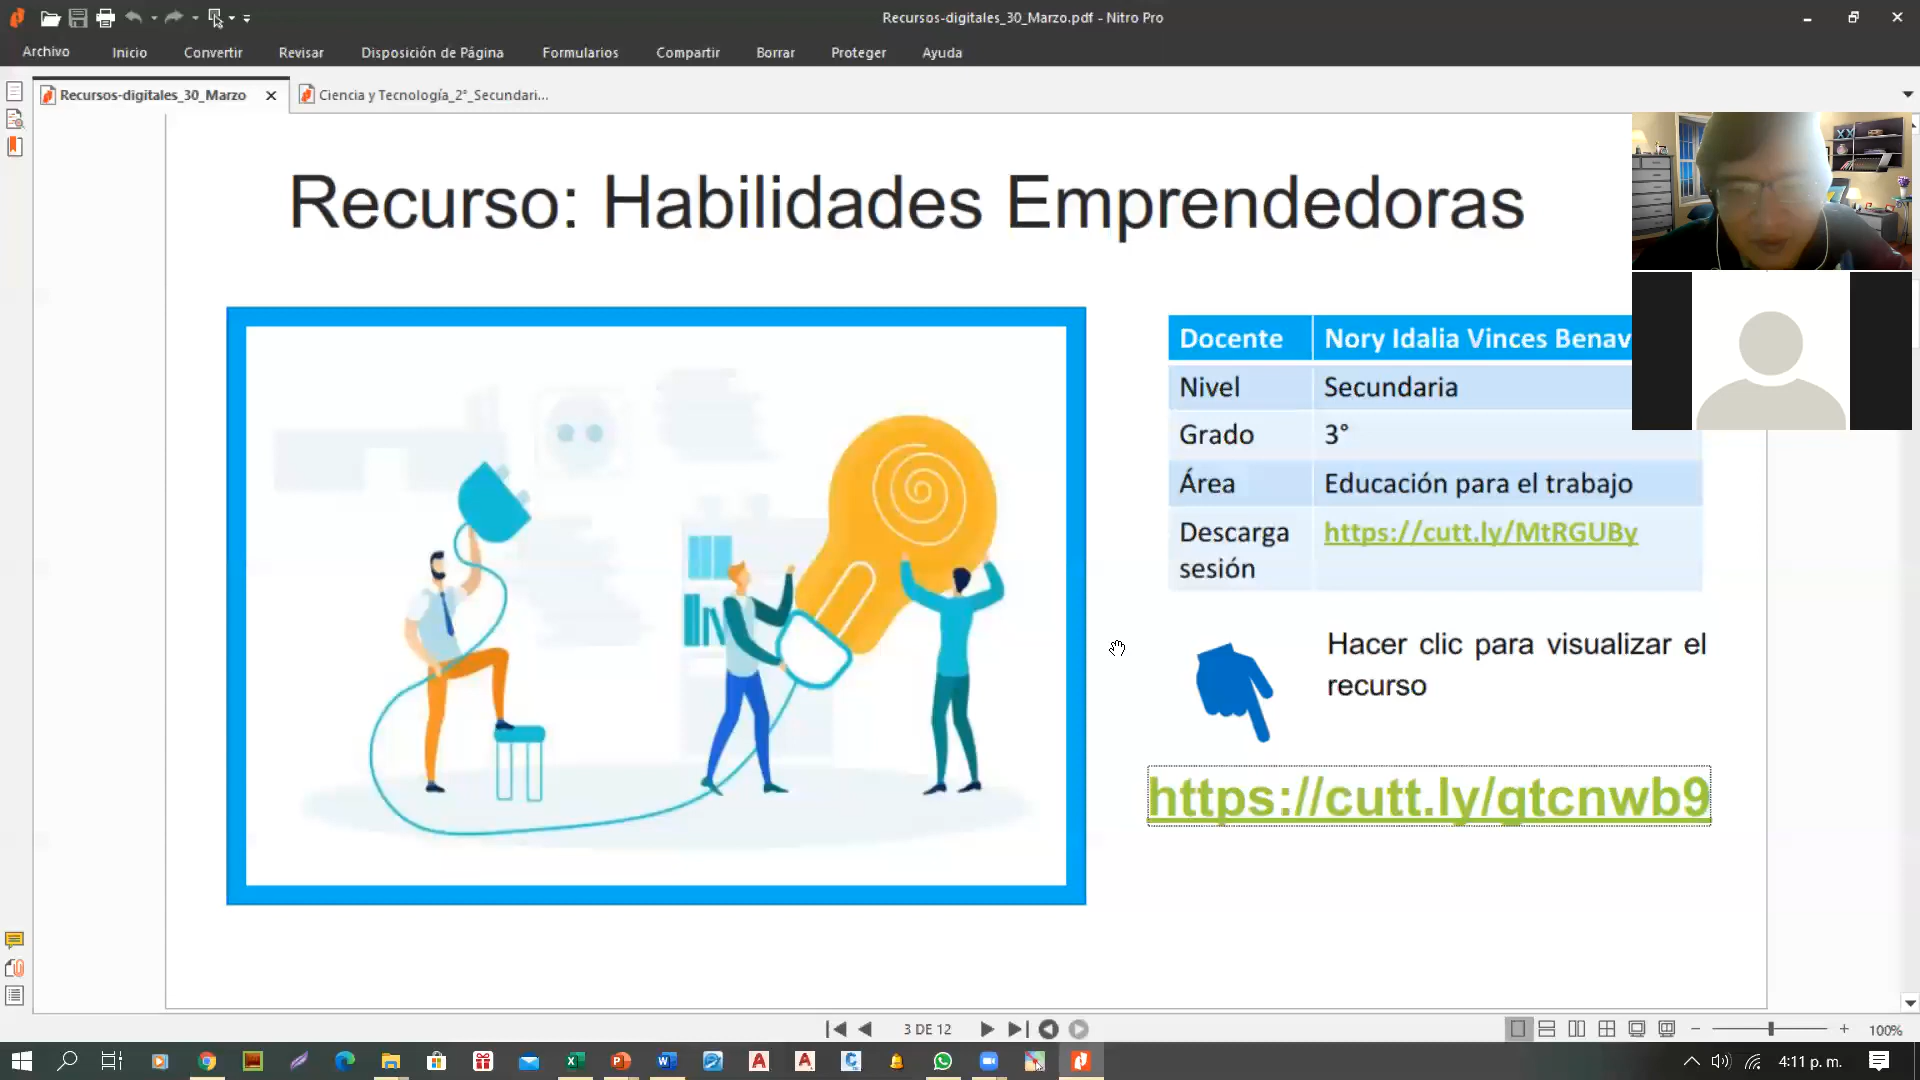 Recursos-digitales_30_Marzo.pdf - Nitro Pro
Archivo Inicio Convertir Revisar Disposición de Página Formularios Compartir Borrar Proteger Ayuda
Recursos-digitales_30_Marzo Ciencia y Tecnología_2°_Secundari...
Recurso: Habilidades Emprendedoras
Docente Nory Idalia Vinces Benav
Nivel Secundaria
Grado 3°
Área Educación para el trabajo
Descarga https://cutt.ly/MtRGUBy
sesión
Hacer clic para visualizar el
recurso
https://cutt.ly/qtcnwb9
3 DE 12
100%
4:11 p. m.